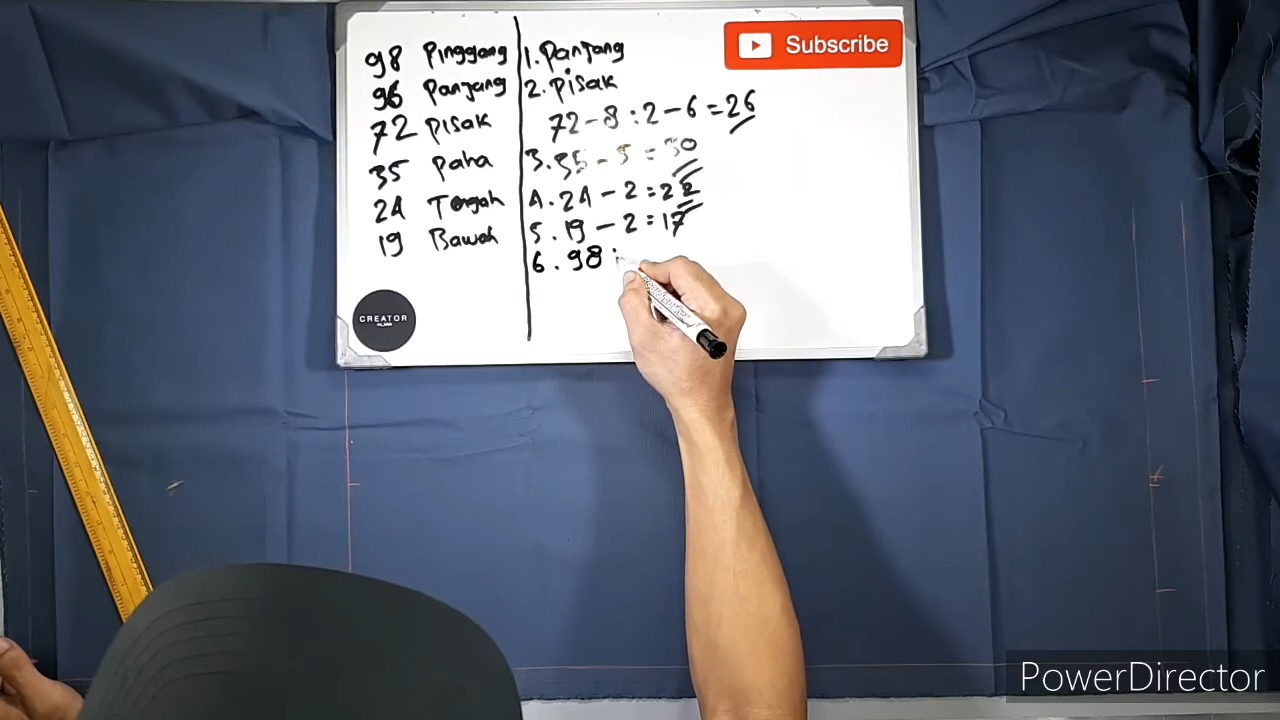 98 Pinggang
96 Panjang
72 Pisak
35 Paha
24 Tengah
19 Bawah
1. Panjang
2. Pisak
72-8:2-6=26
3. 35-5=30
4. 24-2=22
5. 19-2=17
6. 98
Subscribe
CREATOR
PowerDirector